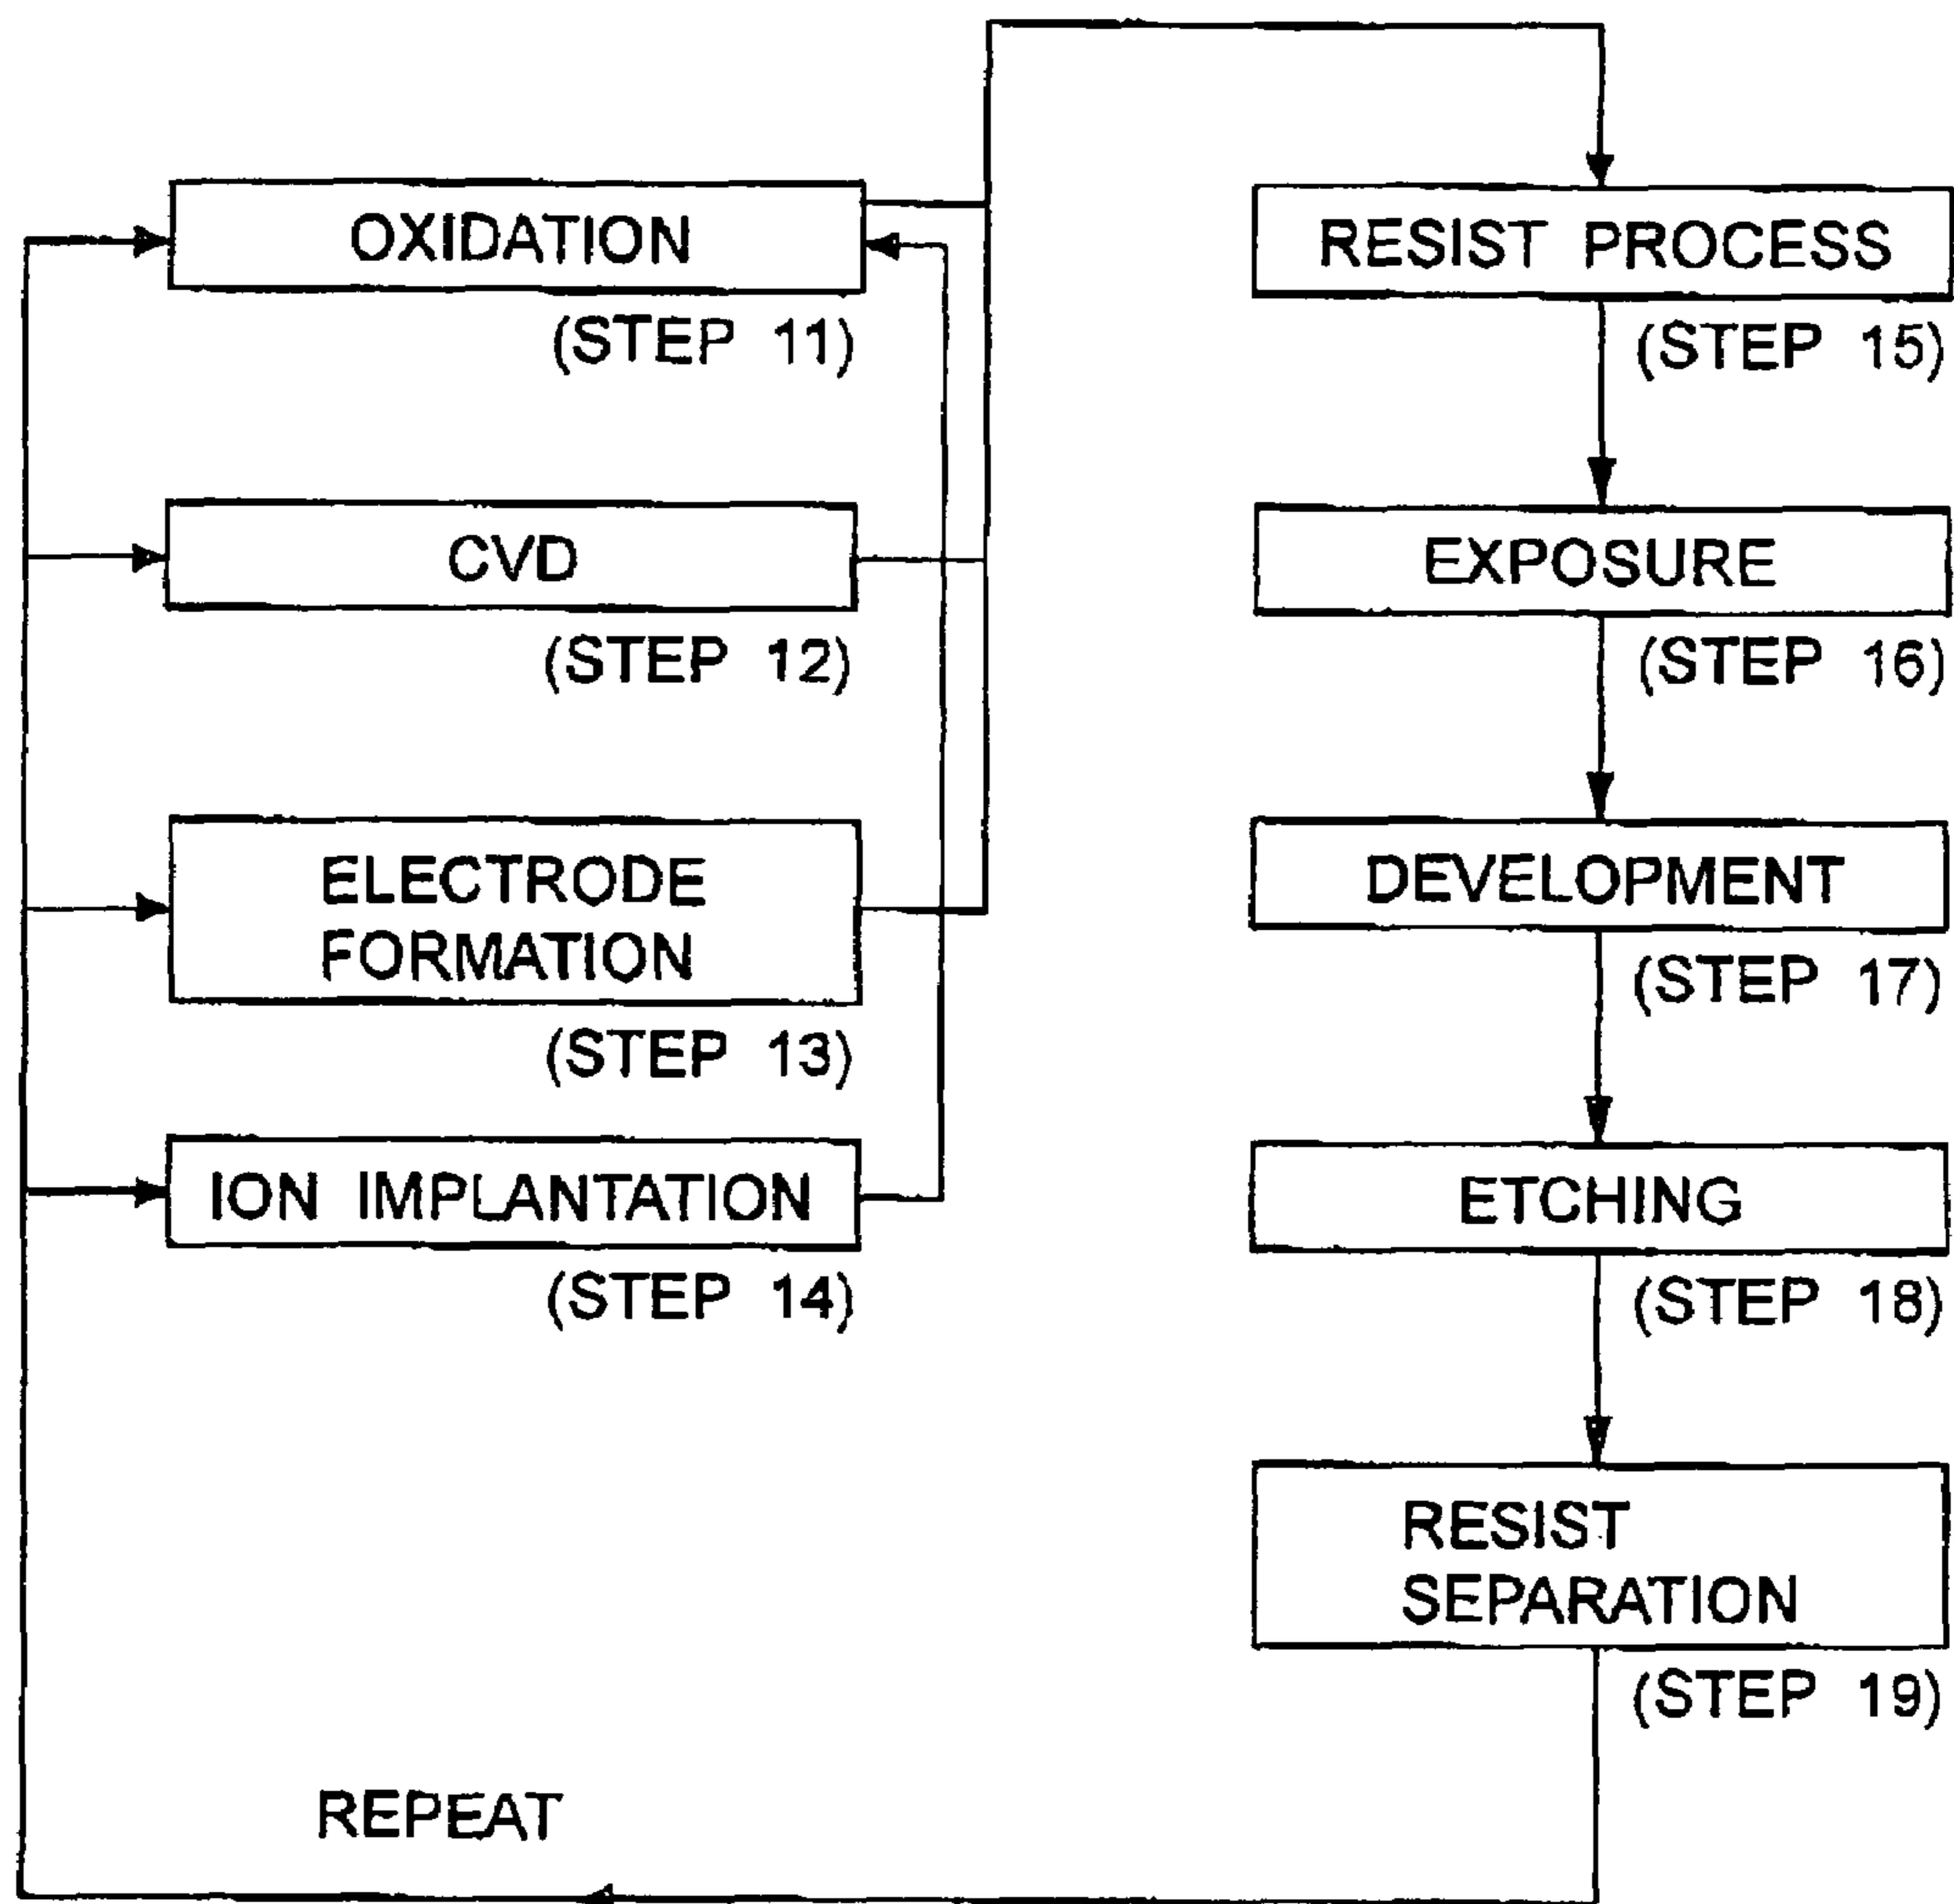 OXIDATION
(STEP 11)
CVD
(STEP 12)
ELECTRODE
FORMATION
(STEP 13)
ION IMPLANTATION
(STEP 14)
RESIST PROCESS
(STEP 15)
EXPOSURE
(STEP 16)
DEVELOPMENT
(STEP 17)
ETCHING
(STEP 18)
RESIST
SEPARATION
(STEP 19)
REPEAT